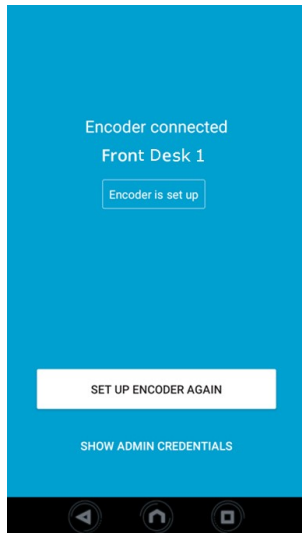 Encoder connected
Front Desk 1
Encoder is set up
SET UP ENCODER AGAIN
SHOW ADMIN CREDENTIALS